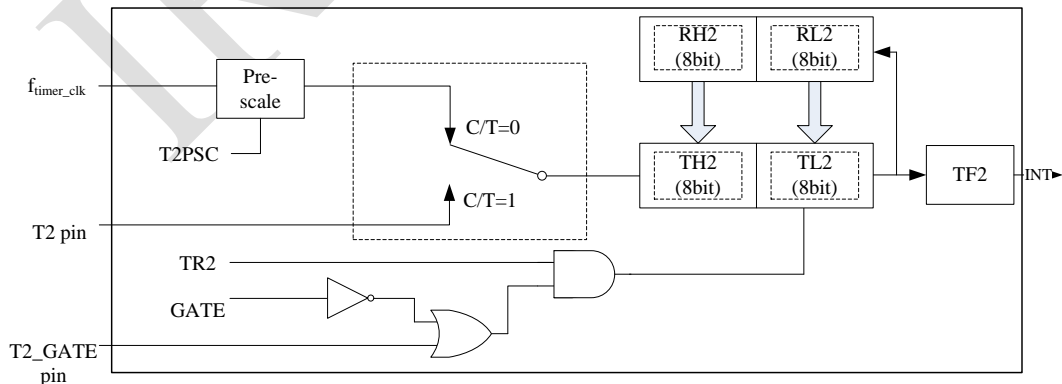 RH2 RL2
(8bit) (8bit)
f_timer_clk
Pre-
scale
C/T=0
T2PSC
TH2 TL2
(8bit) (8bit)
TF2
INT
C/T=1
T2 pin
TR2
GATE
T2_GATE
pin